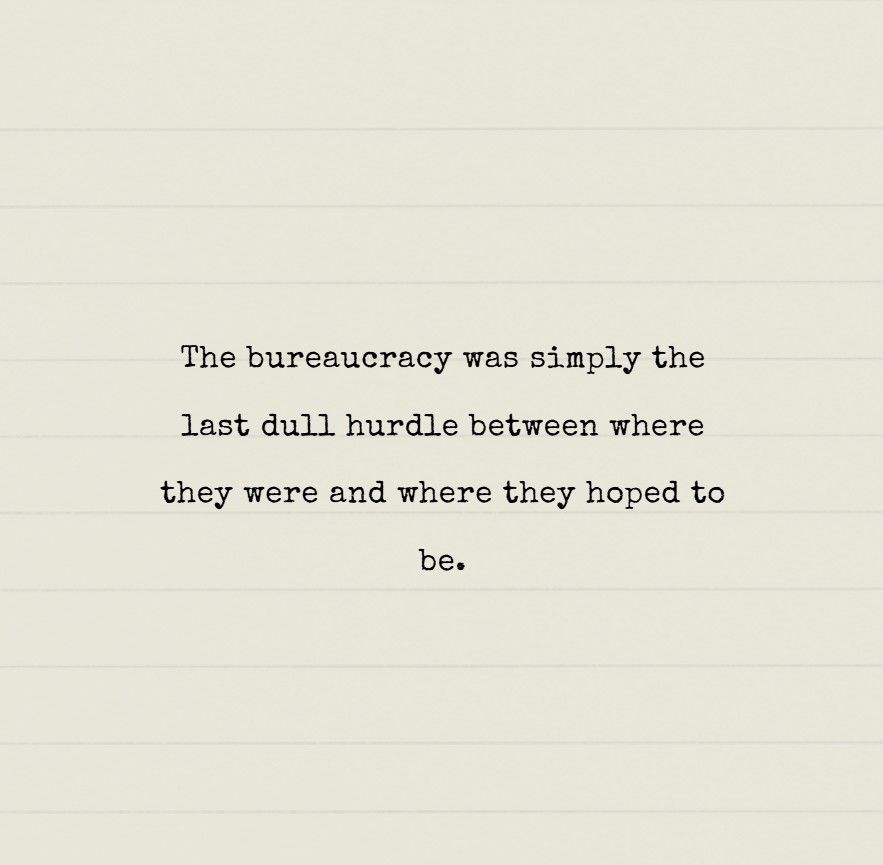 The bureaucracy was simply the
last dull hurdle between where
they were and where they hoped to
be.